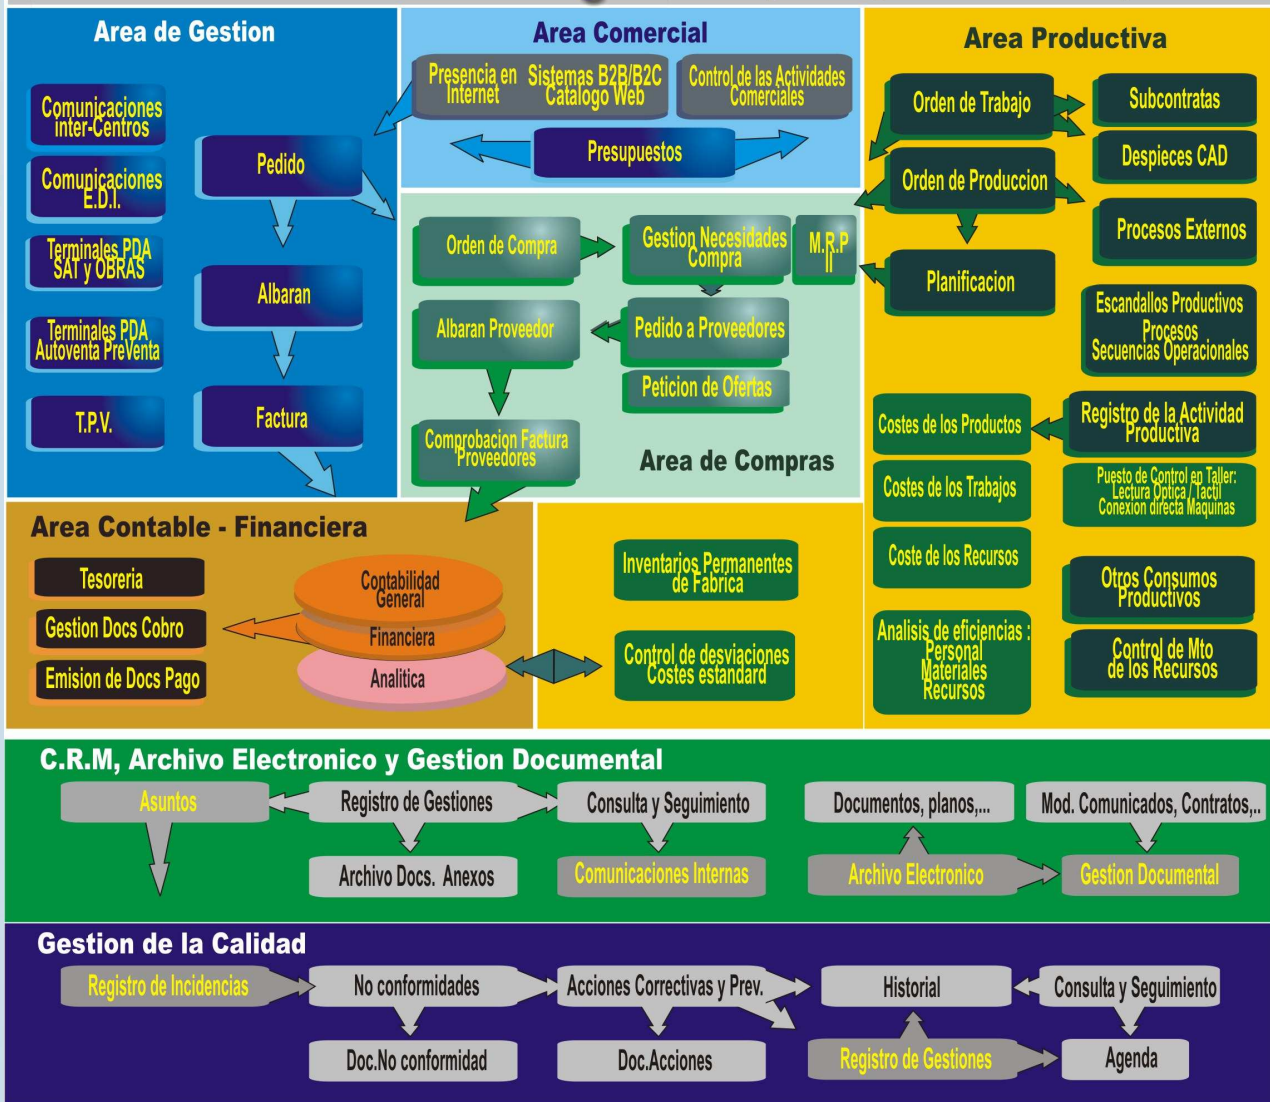 Area de Gestion
Comunicaciones
inter-Centros
Comunicaciones
E.D.I.
Terminales PDA
SAT y OBRAS
Terminales PDA
Autoventa PreVenta
T.P.V.
Pedido
Albaran
Factura
Area Comercial
Presencia en
Internet
Sistemas B2B/B2C
Catalogo Web
Control de las Actividades
Comerciales
Presupuestos
Orden de Compra
Gestion Necesidades
Compra
M.R.P
II
Albaran Proveedor
Pedido a Proveedores
Peticion de Ofertas
Comprobacion Factura
Proveedores
Area de Compras
Area Productiva
Orden de Trabajo
Subcontratas
Despieces CAD
Orden de Produccion
Procesos Externos
Planificacion
Escandallos Productivos
Procesos
Secuencias Operacionales
Costes de los Productos
Registro de la Actividad
Productiva
Costes de los Trabajos
Puesto de Control en Taller:
Lectura Optica / Tactil
Conexion directa Maquinas
Coste de los Recursos
Otros Consumos
Productivos
Analisis de eficiencias :
Personal
Materiales
Recursos
Control de Mto
de los Recursos
Area Contable - Financiera
Tesoreria
Gestion Docs Cobro
Emision de Docs Pago
Contabilidad
General
Financiera
Analitica
Inventarios Permanentes
de Fabrica
Control de desviaciones
Costes estandard
C.R.M, Archivo Electronico y Gestion Documental
Asuntos
Registro de Gestiones
Consulta y Seguimiento
Documentos, planos,...
Mod. Comunicados, Contratos,..
Archivo Docs. Anexos
Comunicaciones Internas
Archivo Electronico
Gestion Documental
Gestion de la Calidad
Registro de Incidencias
No conformidades
Acciones Correctivas y Prev.
Historial
Consulta y Seguimiento
Doc.No conformidad
Doc.Acciones
Registro de Gestiones
Agenda